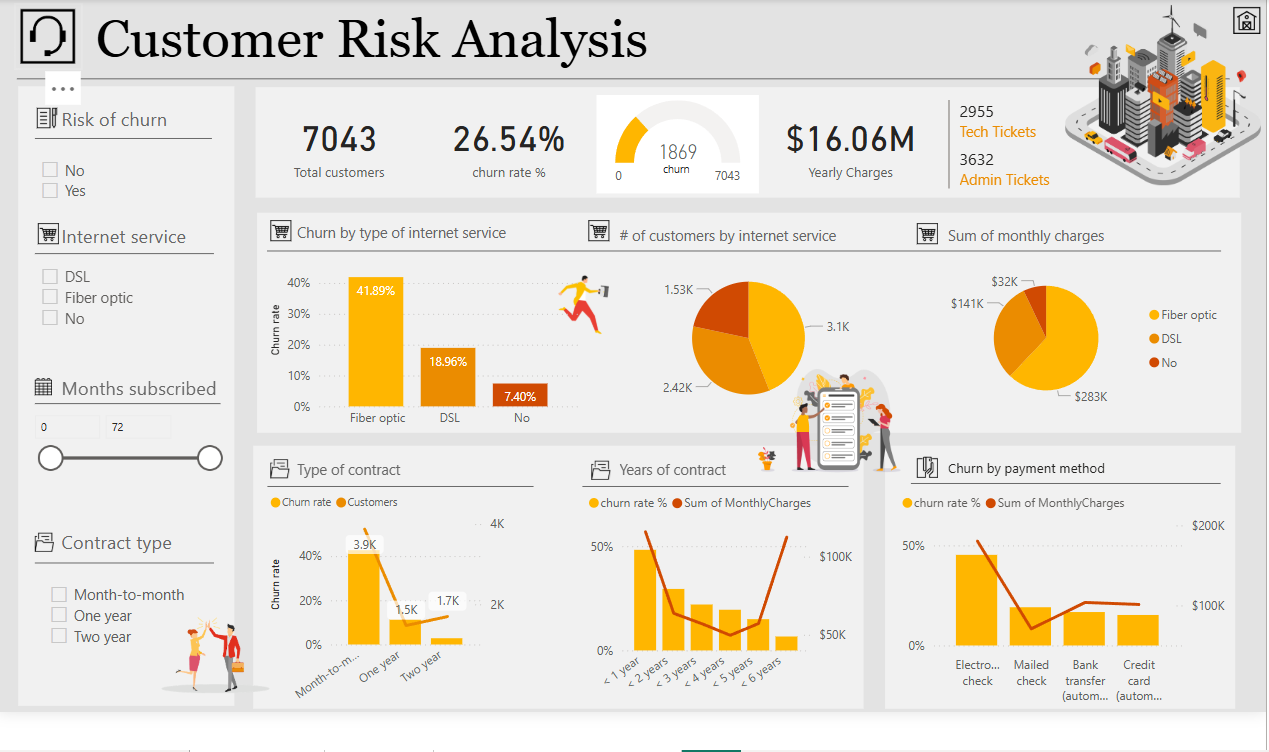 Customer Risk Analysis
Risk of churn
No
Yes
Internet service
DSL
Fiber optic
No
Months subscribed
0 72
Contract type
Month-to-month
One year
Two year
7043
Total customers
26.54%
churn rate %
1869
churn
0 7043
$16.06M
Yearly Charges
2955
Tech Tickets
3632
Admin Tickets
Churn by type of internet service
Churn rate
40%
30%
20%
10%
0%
41.89%
18.96%
7.40%
Fiber optic DSL No
# of customers by internet service
1.53K
3.1K
2.42K
Sum of monthly charges
$32K
$141K
$283K
Fiber optic
DSL
No
Type of contract
Churn rate Customers
Churn rate
40%
20%
0%
4K
2K
3.9K
1.5K
1.7K
Month-to-m...
One year
Two year
Years of contract
churn rate % Sum of MonthlyCharges
50%
0%
$100K
$50K
< 1 year
< 2 years
< 3 years
< 4 years
< 5 years
< 6 years
Churn by payment method
churn rate % Sum of MonthlyCharges
50%
0%
$200K
$100K
Electro...
check
Mailed
check
Bank
transfer
(autom...
Credit
card
(autom...